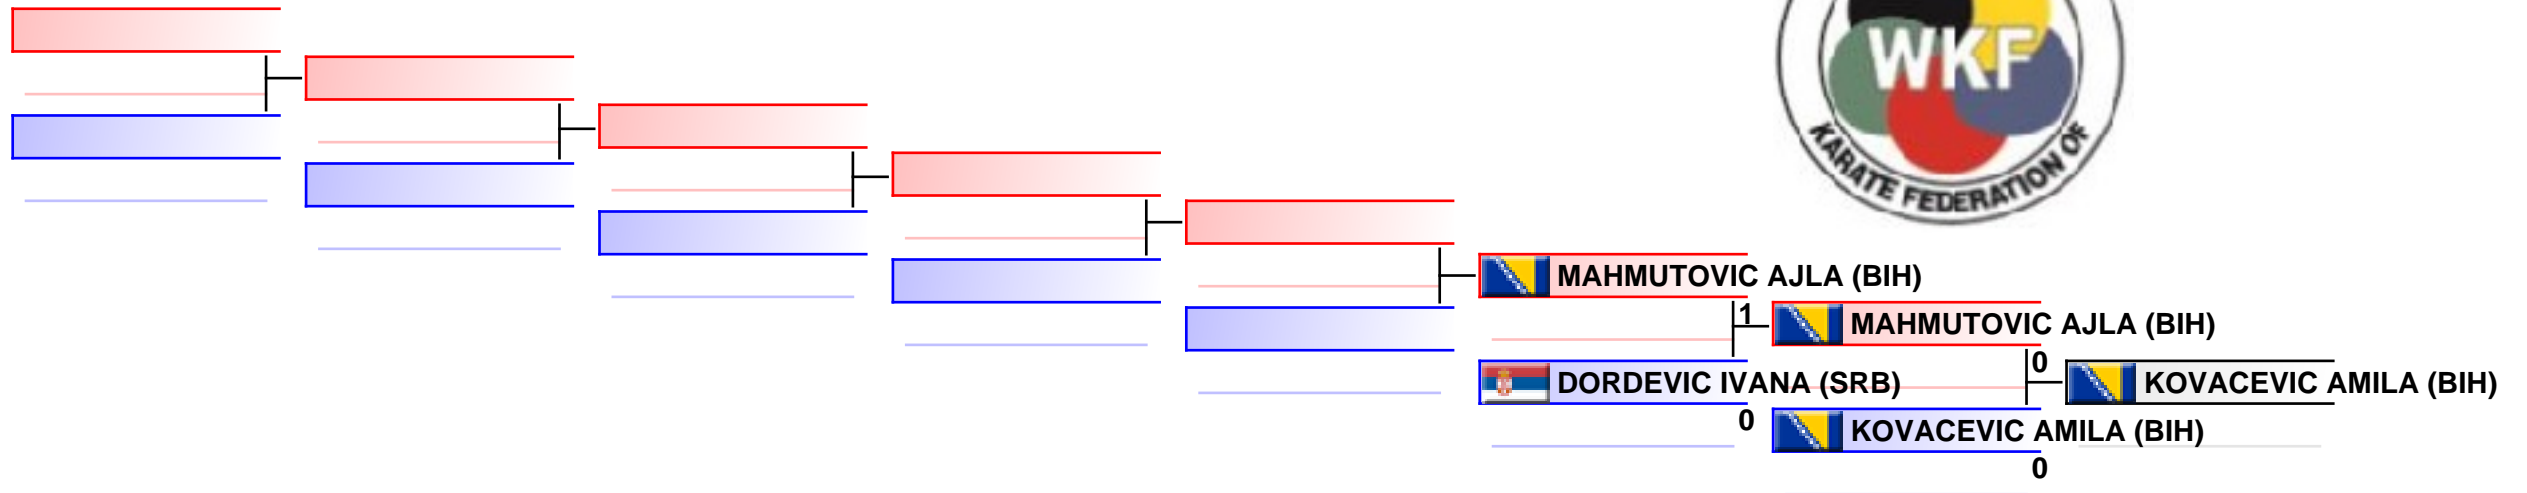 WKF
KARATE FEDERATION OF
MAHMUTOVIC AJLA (BIH)
1
MAHMUTOVIC AJLA (BIH)
0
DORDEVIC IVANA (SRB)
KOVACEVIC AMILA (BIH)
0
KOVACEVIC AMILA (BIH)
0